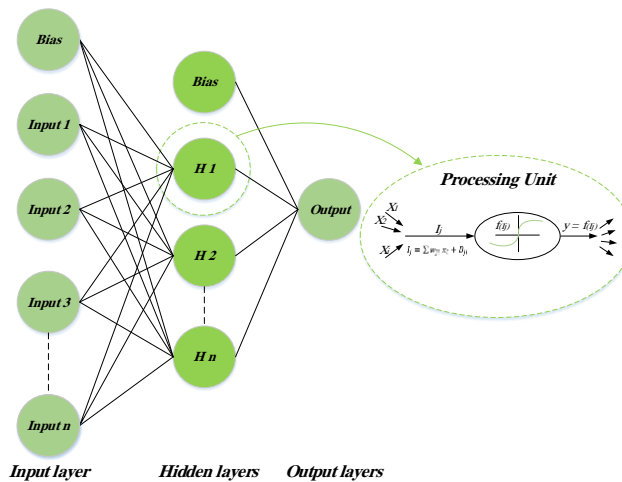 Bias
Input 1
Input 2
Input 3
Input n
Input layer
Bias
H 1
H 2
H n
Hidden layers
Output
Output layers
Processing Unit
X₁
X₂
Iⱼ
f(Ij)
y = f(Ij)